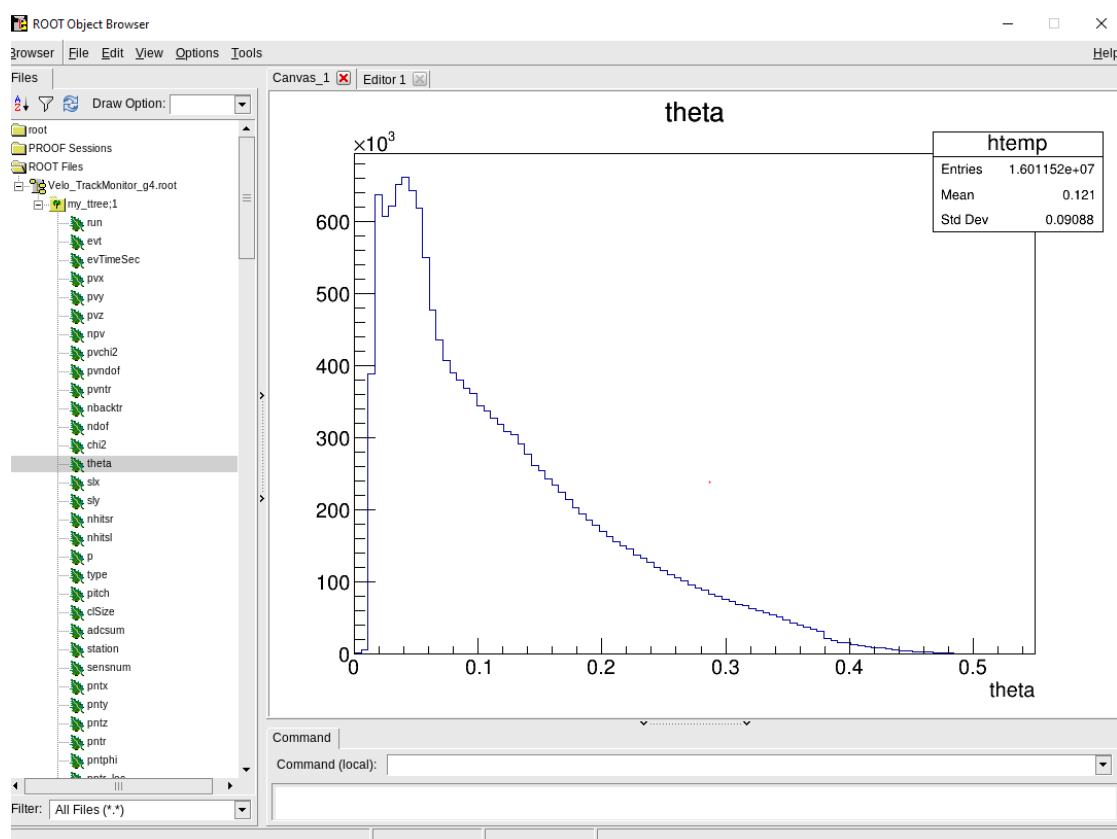 ROOT Object Browser
Browser File Edit View Options Tools Help
Files
Draw Option:
root
PROOF Sessions
ROOT Files
Velo_TrackMonitor_g4.root
my_ttree;1
run
evt
evTimeSec
pvx
pvy
pvz
npv
pvchi2
pvndof
pvntr
nbacktr
ndof
chi2
theta
slx
sly
nhitsr
nhitsl
p
type
pitch
clSize
adcsum
station
sensnum
pntx
pnty
pntz
pntr
pntphi
Filter: All Files (*.*)
Canvas_1 Editor 1
theta
×10³
htemp
Entries 1.601152e+07
Mean 0.121
Std Dev 0.09088
600
500
400
300
200
100
0
0 0.1 0.2 0.3 0.4 0.5
theta
Command
Command (local):